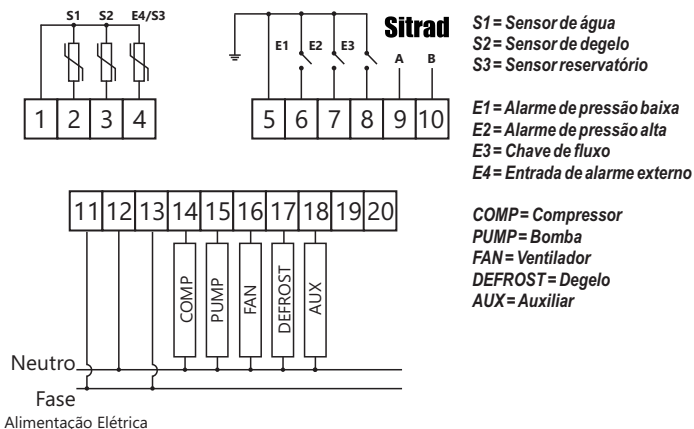 S1 S2 E4/S3
1 2 3 4
Sitrad
E1 E2 E3 A B
5 6 7 8 9 10
S1= Sensor de água
S2= Sensor de degelo
S3= Sensor reservatório
E1= Alarme de pressão baixa
E2= Alarme de pressão alta
E3= Chave de fluxo
E4= Entrada de alarme externo
COMP= Compressor
PUMP= Bomba
FAN= Ventilador
DEFROST= Degelo
AUX= Auxiliar
11 12 13 14 15 16 17 18 19 20
COMP
PUMP
FAN
DEFROST
AUX
Neutro
Fase
Alimentação Elétrica